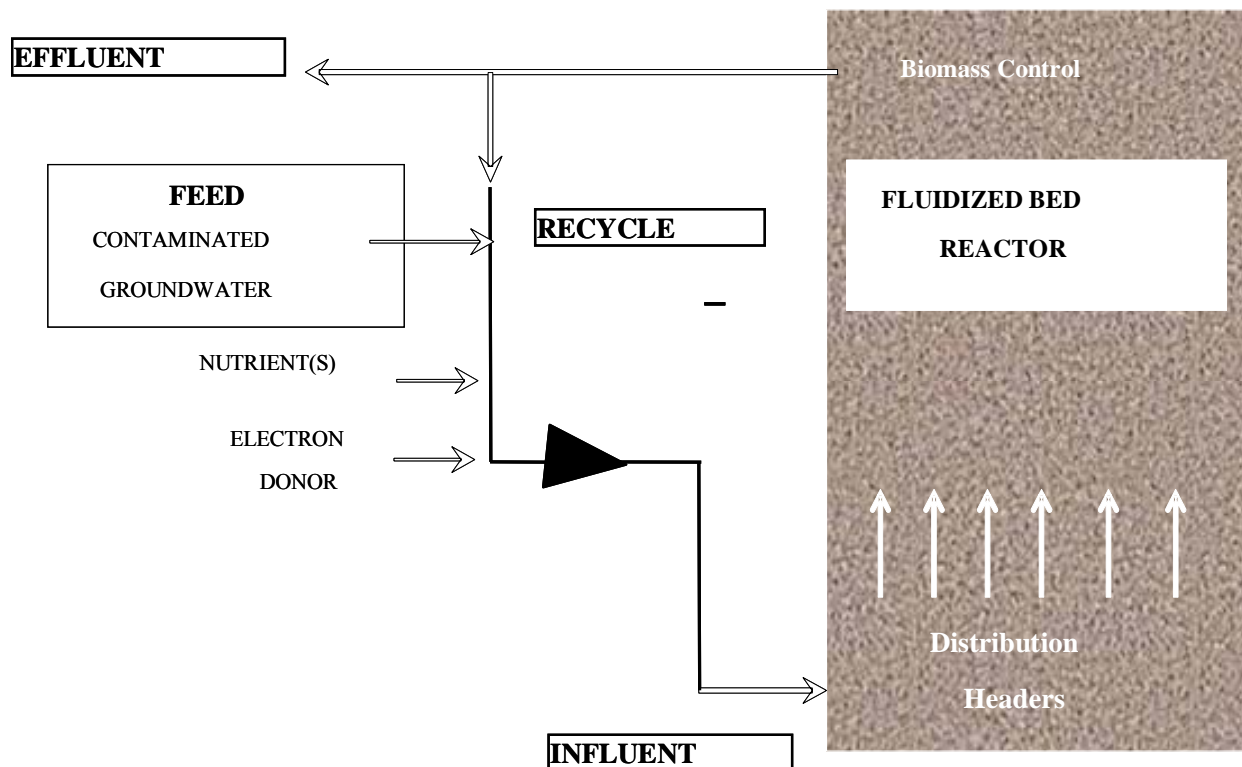 EFFLUENT
Biomass Control
FEED
CONTAMINATED
GROUNDWATER
RECYCLE
FLUIDIZED BED
REACTOR
NUTRIENT(S)
ELECTRON
DONOR
Distribution
Headers
INFLUENT